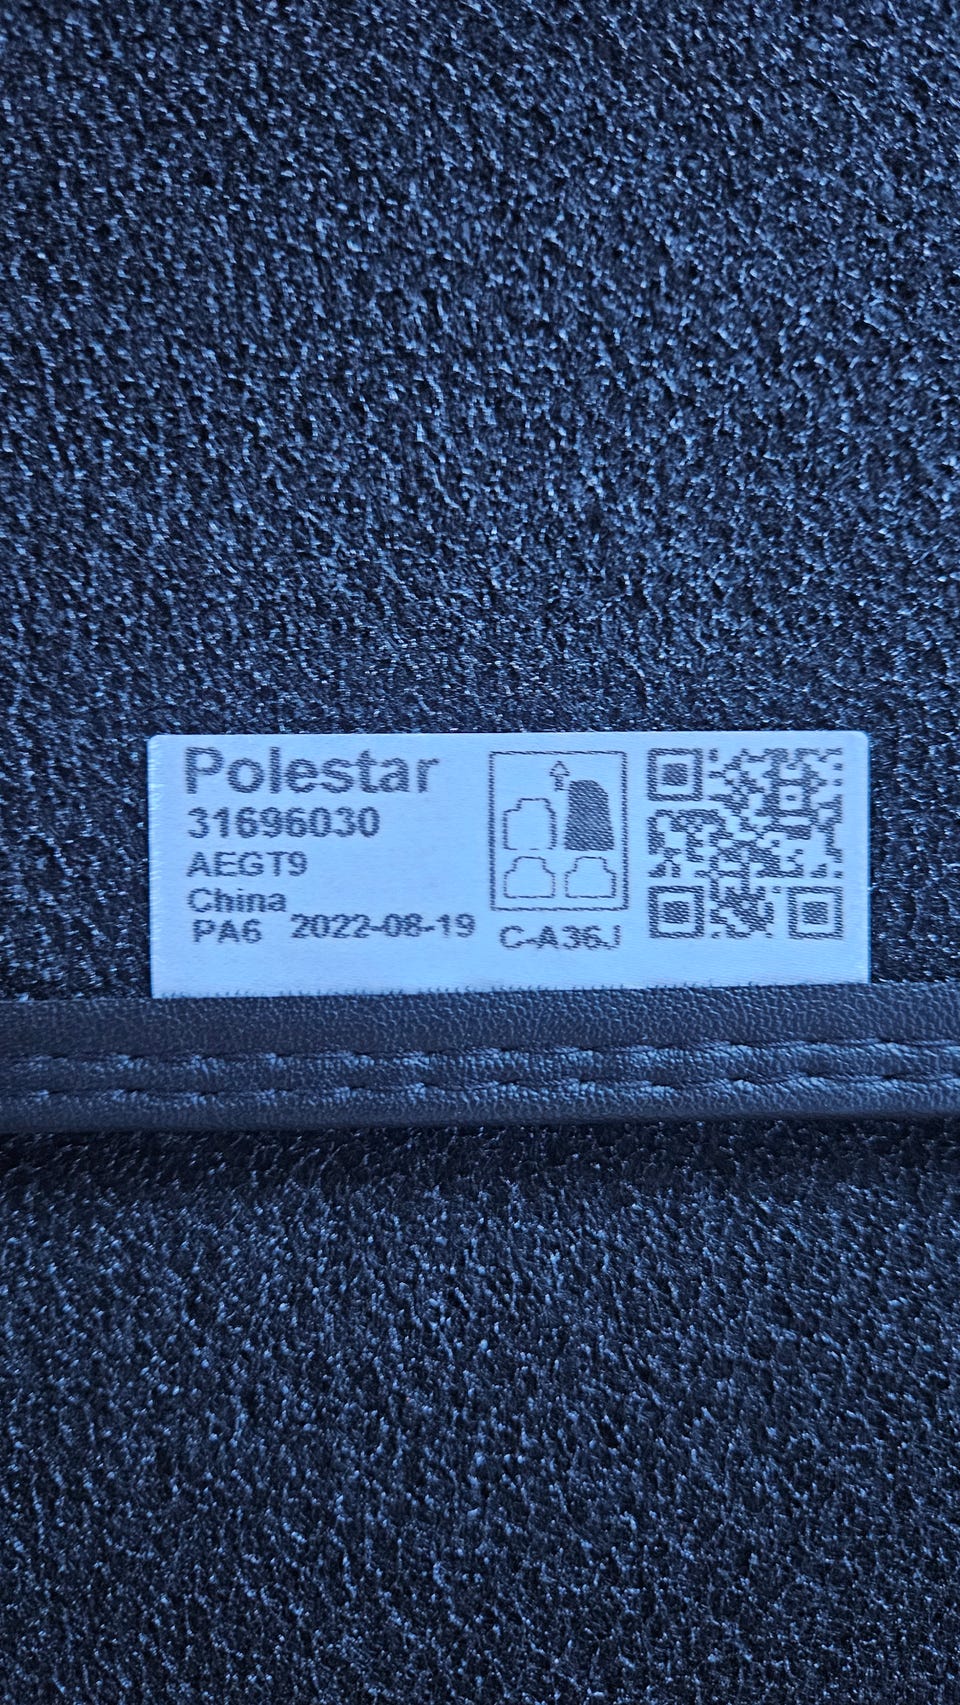 Polestar
31696030
AEGT9
China
PA6 2022-08-19
C-A36J